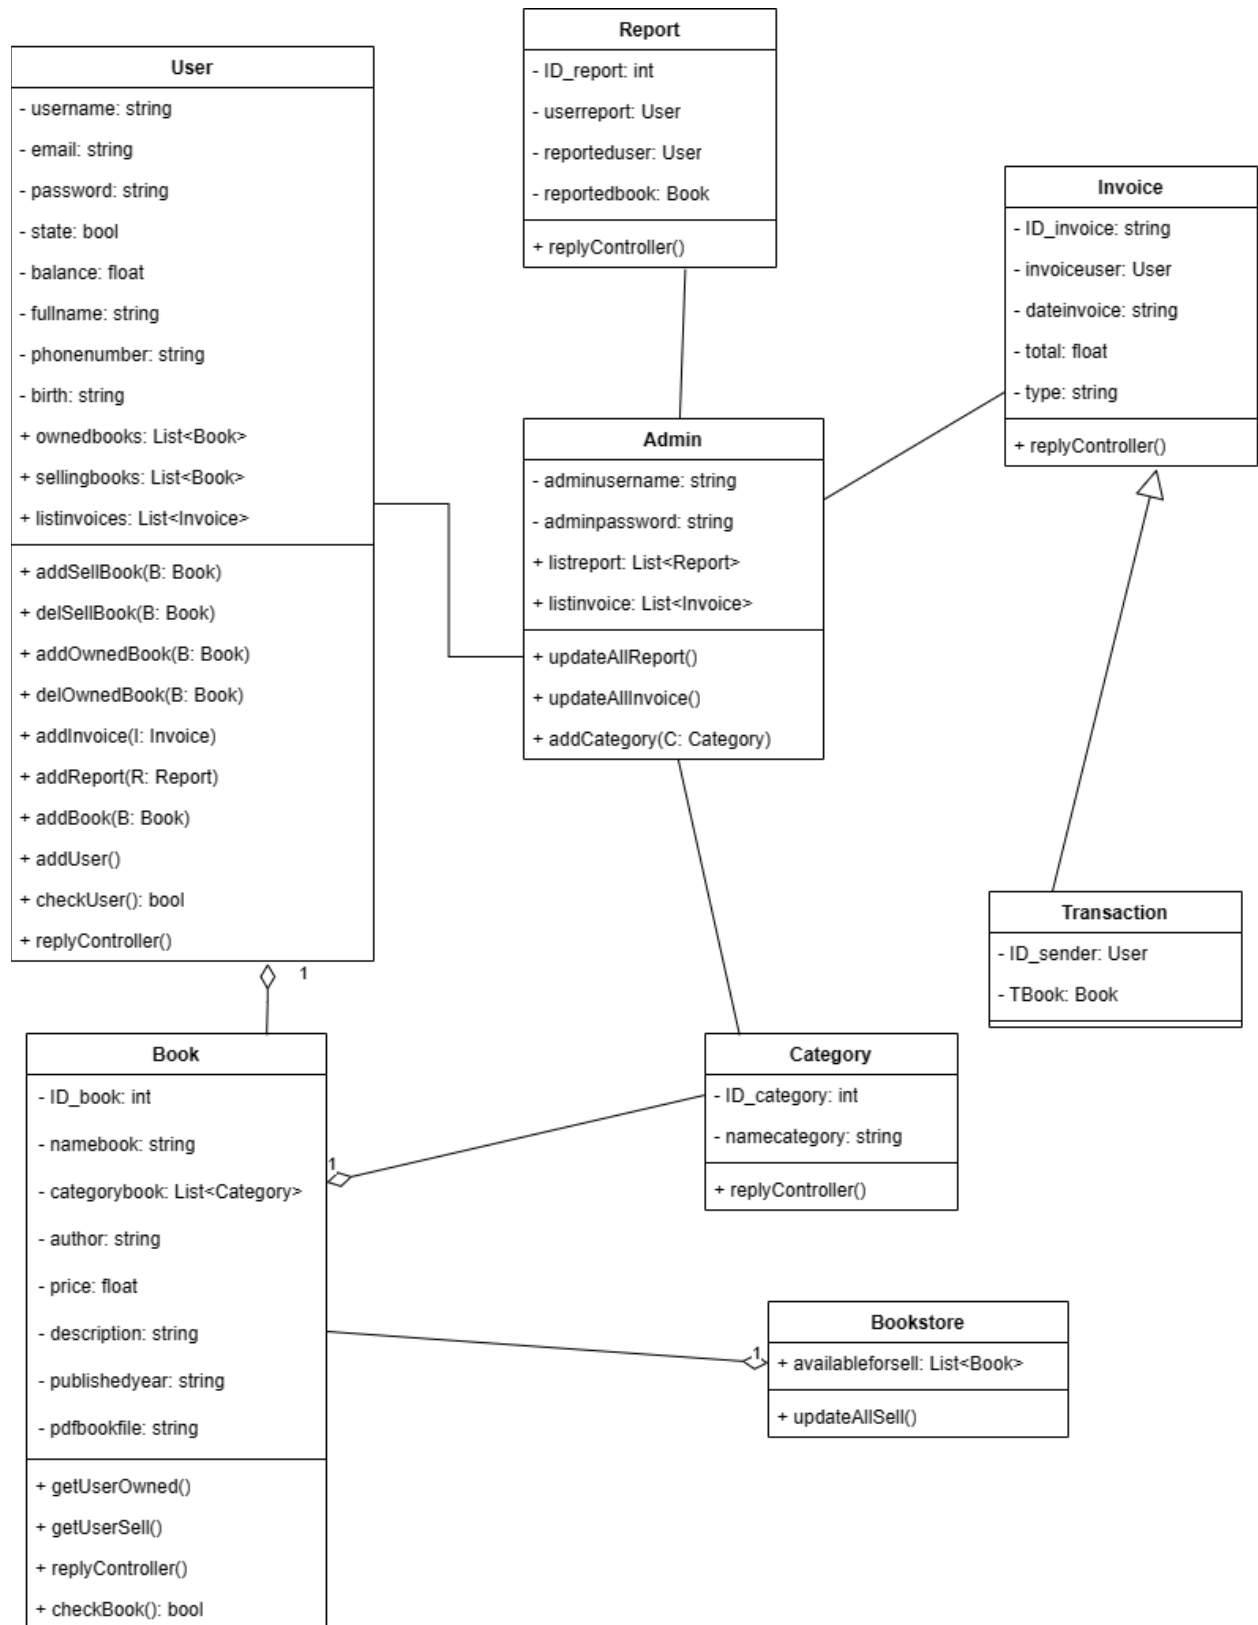 User
- username: string
- email: string
- password: string
- state: bool
- balance: float
- fullname: string
- phonenumber: string
- birth: string
+ ownedbooks: List<Book>
+ sellingbooks: List<Book>
+ listinvoices: List<Invoice>
+ addSellBook(B: Book)
+ delSellBook(B: Book)
+ addOwnedBook(B: Book)
+ delOwnedBook(B: Book)
+ addInvoice(I: Invoice)
+ addReport(R: Report)
+ addBook(B: Book)
+ addUser()
+ checkUser(): bool
+ replyController()
1
Report
- ID_report: int
- userreport: User
- reporteduser: User
- reportedbook: Book
+ replyController()
Invoice
- ID_invoice: string
- invoiceuser: User
- dateinvoice: string
- total: float
- type: string
+ replyController()
Admin
- adminusername: string
- adminpassword: string
+ listreport: List<Report>
+ listinvoice: List<Invoice>
+ updateAllReport()
+ updateAllInvoice()
+ addCategory(C: Category)
Transaction
- ID_sender: User
- TBook: Book
Book
- ID_book: int
- namebook: string
- categorybook: List<Category>
- author: string
- price: float
- description: string
- publishedyear: string
- pdfbookfile: string
+ getUserOwned()
+ getUserSell()
+ replyController()
+ checkBook(): bool
1
Category
- ID_category: int
- namecategory: string
+ replyController()
1
Bookstore
+ availableforsell: List<Book>
+ updateAllSell()